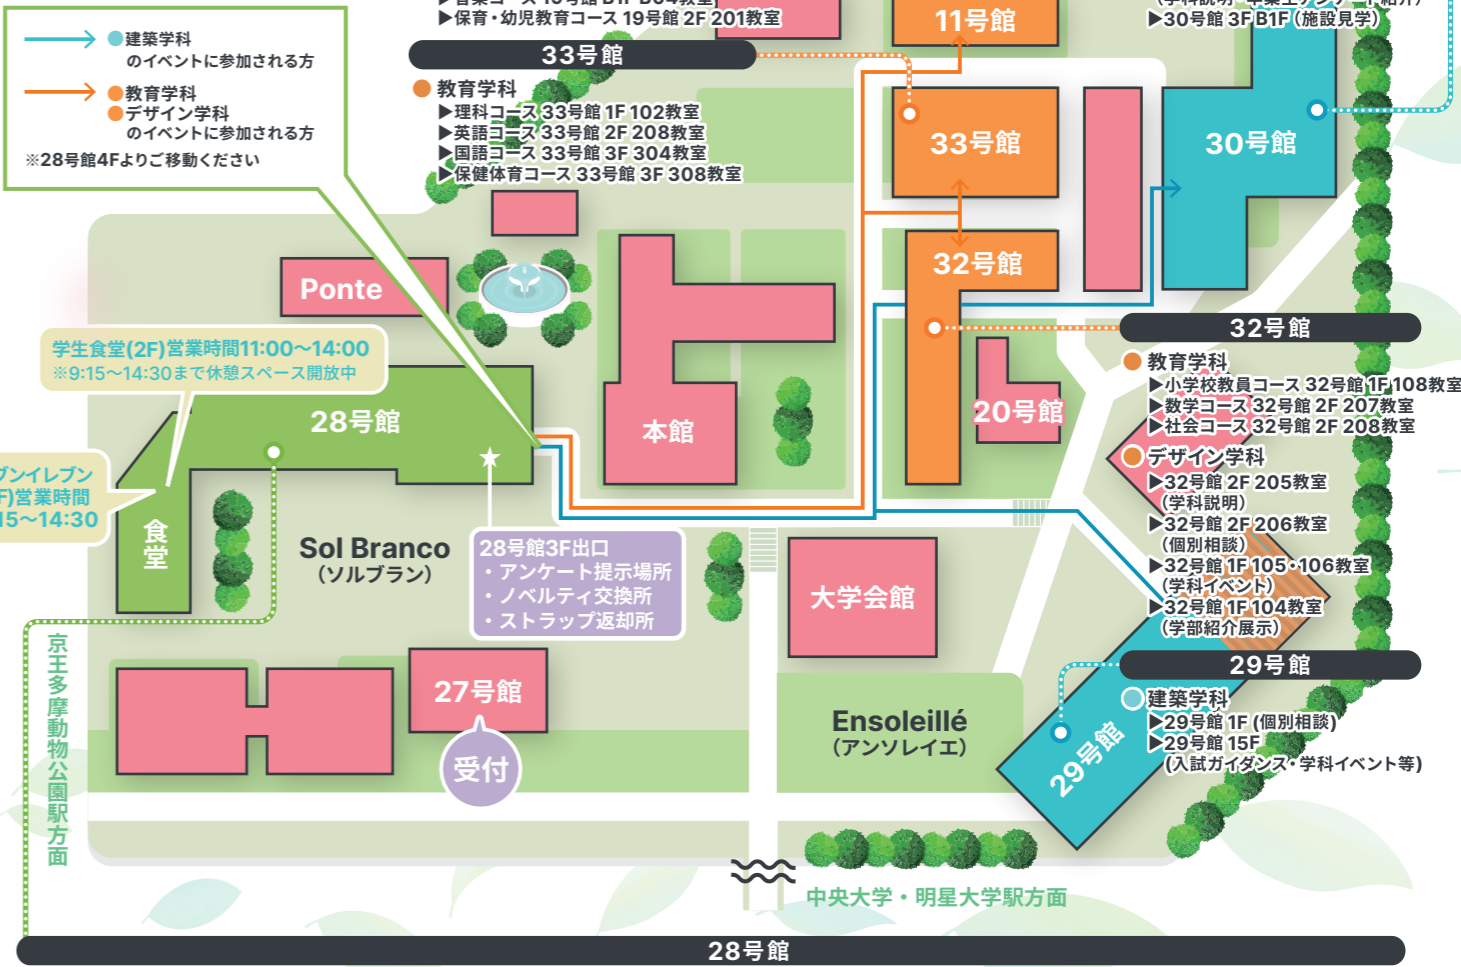 ▶保育・幼児教育コース 19号館 2F 201教室
11号館
▶30号館 3F B1F（施設見学）
建築学科
のイベントに参加される方
教育学科
デザイン学科
のイベントに参加される方
※28号館4Fよりご移動ください
33号館
教育学科
▶理科コース 33号館 1F 102教室
▶英語コース 33号館 2F 208教室
▶国語コース 33号館 3F 304教室
▶保健体育コース 33号館 3F 308教室
33号館
30号館
32号館
Ponte
学生食堂(2F)営業時間11:00〜14:00
※9:15〜14:30まで休憩スペース開放中
28号館
本館
20号館
32号館
教育学科
▶小学校教員コース 32号館 1F 108教室
▶数学コース 32号館 2F 207教室
▶社会コース 32号館 2F 208教室
デザイン学科
▶32号館 2F 205教室
（学科説明）
▶32号館 2F 206教室
（個別相談）
▶32号館 1F 105・106教室
（学科イベント）
▶32号館 1F 104教室
（学部紹介展示）
ブンイレブン
F)営業時間
15〜14:30
食堂
Sol Branco
（ソルブラン）
28号館3F出口
・アンケート提示場所
・ノベルティ交換所
・ストラップ返却所
大学会館
京王多摩動物公園駅方面
27号館
受付
Ensoleillé
（アンソレイエ）
29号館
29号館
建築学科
▶29号館 1F (個別相談)
▶29号館 15F
(入試ガイダンス・学科イベント等)
中央大学・明星大学駅方面
28号館